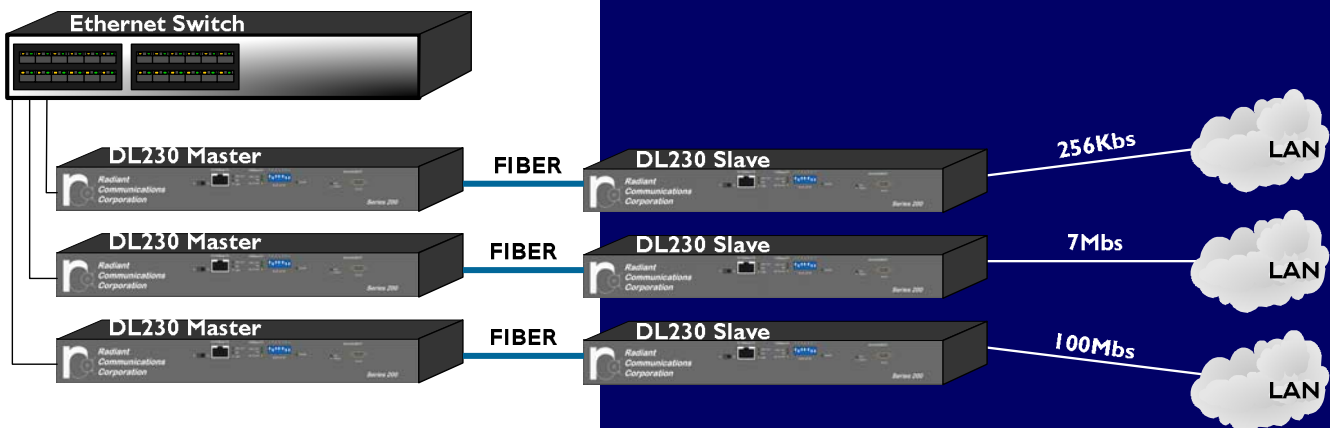 Ethernet Switch
DL230 Master
FIBER
DL230 Slave
256Kbs
LAN
Radiant
Communications
Corporation
Series 200
Radiant
Communications
Corporation
Series 200
DL230 Master
FIBER
DL230 Slave
7Mbs
LAN
Radiant
Communications
Corporation
Series 200
Radiant
Communications
Corporation
Series 200
DL230 Master
FIBER
DL230 Slave
100Mbs
LAN
Radiant
Communications
Corporation
Series 200
Radiant
Communications
Corporation
Series 200